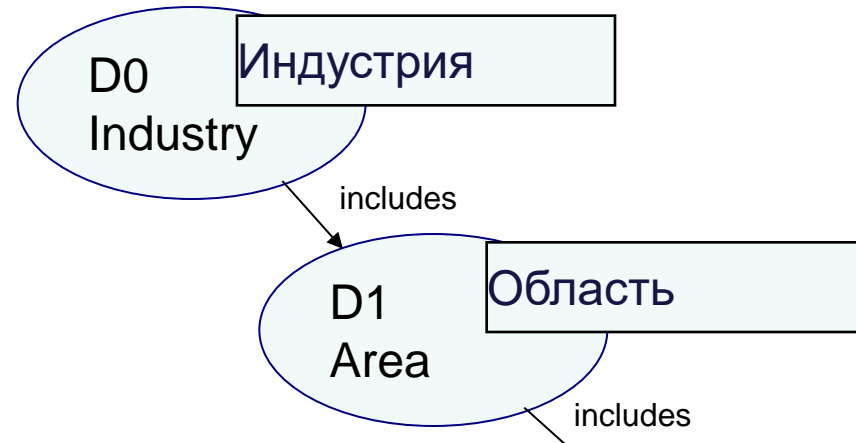 D0
Industry
Индустрия
includes
D1
Area
Область
includes